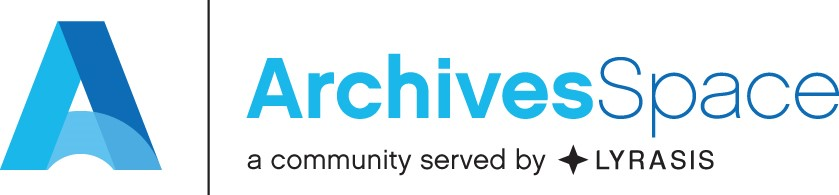 ArchivesSpace
a community served by LYRASIS